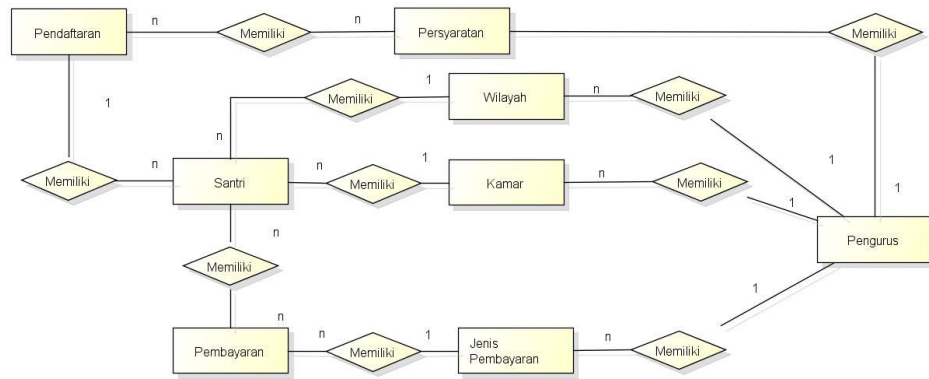 Pendaftaran
n
Memiliki
n
Persyaratan
Memiliki
1
Memiliki
1
Wilayah
n
Memiliki
n
1
1
Memiliki
n
Santri
n
Memiliki
1
Kamar
n
Memiliki
1
Pengurus
n
Memiliki
1
n
Pembayaran
n
Memiliki
1
Jenis
Pembayaran
n
Memiliki